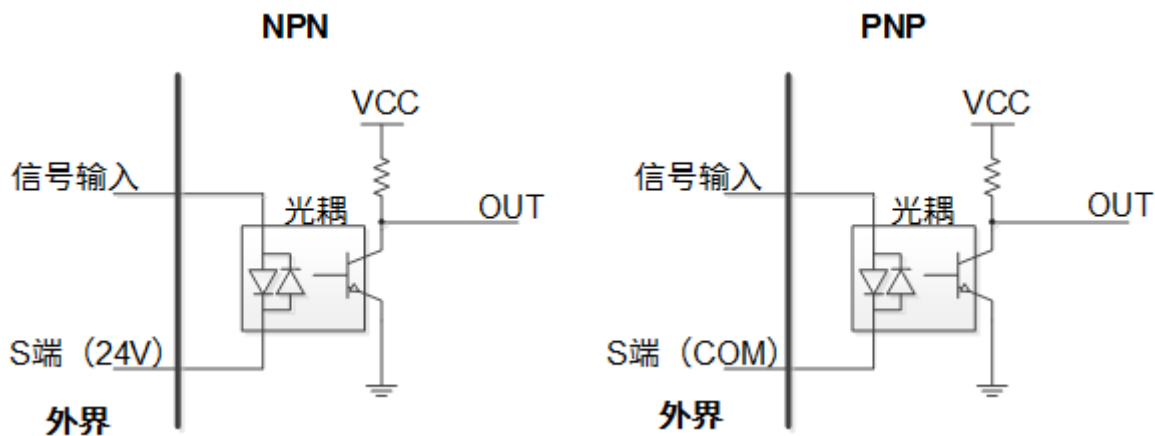 NPN
PNP
VCC
VCC
信号输入
光耦
OUT
信号输入
光耦
OUT
S端（24V）
S端（COM）
外界
外界